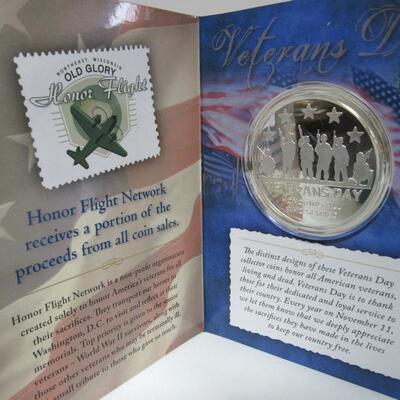 NORTHEAST WISCONSIN
OLD GLORY
Honor Flight
Honor Flight Network
receives a portion of the
proceeds from all coin sales.
Honor Flight Network is a non-profit organization
created solely to honor America's veterans for all
their sacrifices. They transport our heroes to
Washington, D.C. to visit and reflect at their
memorials. Top priority is given to the senior
veterans – World War II survivors, along with
those other veterans who may be terminally ill.
small tribute to those who gave so much.
Veterans D
VETERANS DAY
The distinct designs of these Veterans Day
collector coins honor all American veterans,
living and dead. Veterans Day is to thank
those for their dedicated and loyal service to
their country. Every year on November 11,
we let them know that we deeply appreciate
the sacrifices they have made in the lives
to keep our country free.